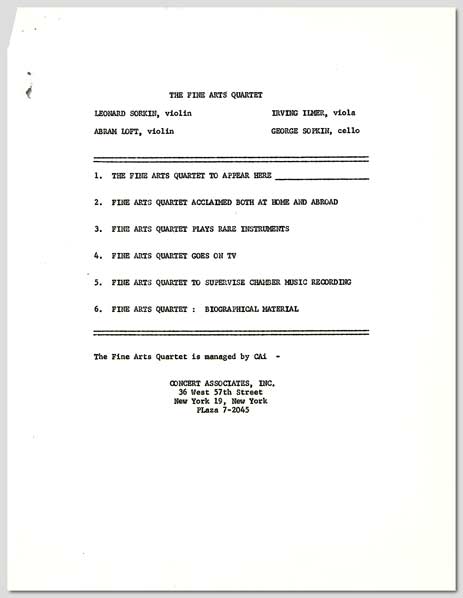 THE FINE ARTS QUARTET
LEONARD SORKIN, violin IRVING ILMER, viola
ABRAM LOFT, violin GEORGE SOPKIN, cello
1. THE FINE ARTS QUARTET TO APPEAR HERE
2. FINE ARTS QUARTET ACCLAIMED BOTH AT HOME AND ABROAD
3. FINE ARTS QUARTET PLAYS RARE INSTRUMENTS
4. FINE ARTS QUARTET GOES ON TV
5. FINE ARTS QUARTET TO SUPERVISE CHAMBER MUSIC RECORDING
6. FINE ARTS QUARTET : BIOGRAPHICAL MATERIAL
The Fine Arts Quartet is managed by CAi -
CONCERT ASSOCIATES, INC.
36 West 57th Street
New York 19, New York
PLaza 7-2045